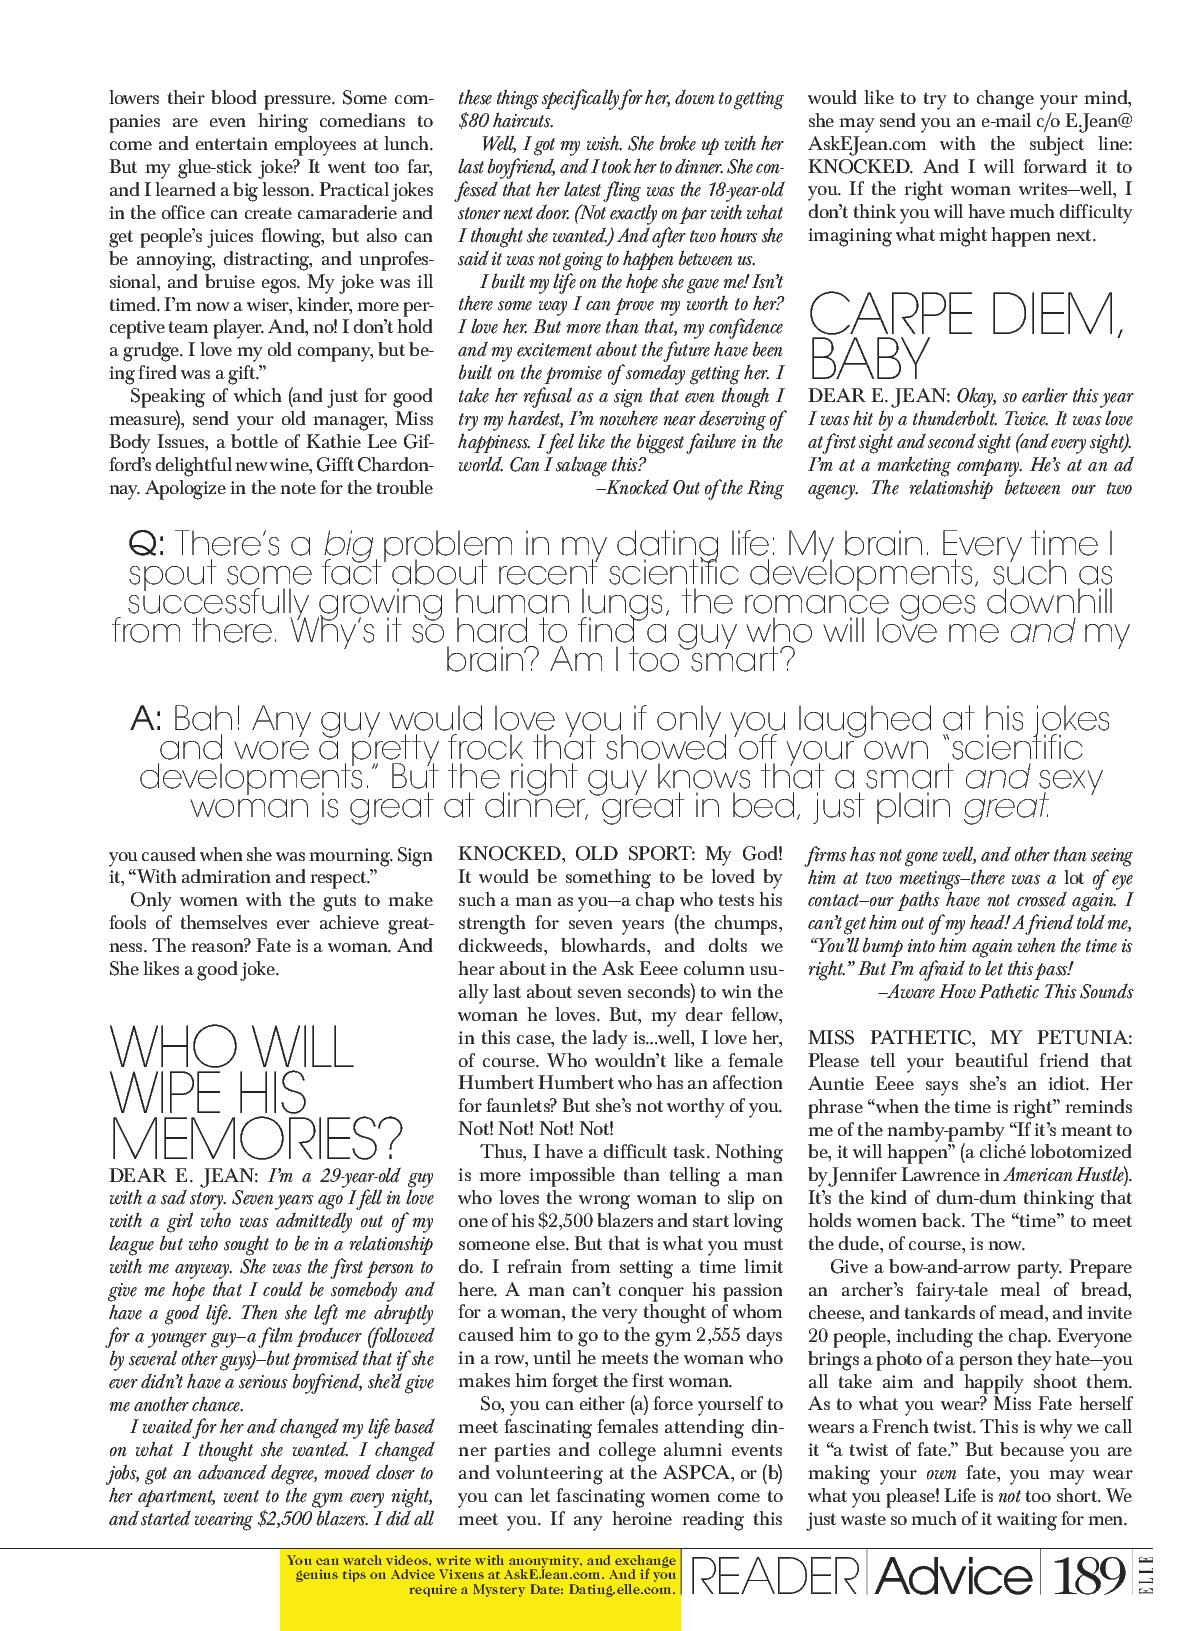 lowers their blood pressure. Some com-
panies are even hiring comedians to
come and entertain employees at lunch.
But my glue-stick joke? It went too far,
and I learned a big lesson. Practical jokes
in the office can create camaraderie and
get people’s juices flowing, but also can
be annoying, distracting, and unprofes-
sional, and bruise egos. My joke was ill
timed. I’m now a wiser, kinder, more per-
ceptive team player. And, no! I don’t hold
a grudge. I love my old company, but be-
ing fired was a gift.”
Speaking of which (and just for good
measure), send your old manager, Miss
Body Issues, a bottle of Kathie Lee Gif-
ford’s delightful new wine, Gifft Chardon-
nay. Apologize in the note for the trouble
you caused when she was mourning. Sign
it, “With admiration and respect.”
Only women with the guts to make
fools of themselves ever achieve great-
ness. The reason? Fate is a woman. And
She likes a good joke.
WHO WILL
WIPE HIS
MEMORIES?
DEAR E. JEAN: I’m a 29-year-old guy
with a sad story. Seven years ago I fell in love
with a girl who was admittedly out of my
league but who sought to be in a relationship
with me anyway. She was the first person to
give me hope that I could be somebody and
have a good life. Then she left me abruptly
for a younger guy—a film producer (followed
by several other guys)—but promised that if she
ever didn’t have a serious boyfriend, she’d give
me another chance.
I waited for her and changed my life based
on what I thought she wanted. I changed
jobs, got an advanced degree, moved closer to
her apartment, went to the gym every night,
and started wearing $2,500 blazers. I did all
these things specifically for her, down to getting
$80 haircuts.
Well, I got my wish. She broke up with her
last boyfriend, and I took her to dinner. She con-
fessed that her latest fling was the 18-year-old
stoner next door. (Not exactly on par with what
I thought she wanted.) And after two hours she
said it was not going to happen between us.
I built my life on the hope she gave me! Isn’t
there some way I can prove my worth to her?
I love her. But more than that, my confidence
and my excitement about the future have been
built on the promise of someday getting her. I
take her refusal as a sign that even though I
try my hardest, I’m nowhere near deserving of
happiness. I feel like the biggest failure in the
world. Can I salvage this?
—Knocked Out of the Ring
KNOCKED, OLD SPORT: My God!
It would be something to be loved by
such a man as you—a chap who tests his
strength for seven years (the chumps,
dickweeds, blowhards, and dolts we
hear about in the Ask Eeee column usu-
ally last about seven seconds) to win the
woman he loves. But, my dear fellow,
in this case, the lady is...well, I love her,
of course. Who wouldn’t like a female
Humbert Humbert who has an affection
for faunlets? But she’s not worthy of you.
Not! Not! Not! Not!
Thus, I have a difficult task. Nothing
is more impossible than telling a man
who loves the wrong woman to slip on
one of his $2,500 blazers and start loving
someone else. But that is what you must
do. I refrain from setting a time limit
here. A man can’t conquer his passion
for a woman, the very thought of whom
caused him to go to the gym 2,555 days
in a row, until he meets the woman who
makes him forget the first woman.
So, you can either (a) force yourself to
meet fascinating females attending din-
ner parties and college alumni events
and volunteering at the ASPCA, or (b)
you can let fascinating women come to
meet you. If any heroine reading this
would like to try to change your mind,
she may send you an e-mail c/o E.Jean@
AskEJean.com with the subject line:
KNOCKED. And I will forward it to
you. If the right woman writes—well, I
don’t think you will have much difficulty
imagining what might happen next.
CARPE DIEM,
BABY
DEAR E. JEAN: Okay, so earlier this year
I was hit by a thunderbolt. Twice. It was love
at first sight and second sight (and every sight).
I’m at a marketing company. He’s at an ad
agency. The relationship between our two
firms has not gone well, and other than seeing
him at two meetings—there was a lot of eye
contact—our paths have not crossed again. I
can’t get him out of my head! A friend told me,
“You’ll bump into him again when the time is
right.” But I’m afraid to let this pass!
—Aware How Pathetic This Sounds
MISS PATHETIC, MY PETUNIA:
Please tell your beautiful friend that
Auntie Eeee says she’s an idiot. Her
phrase “when the time is right” reminds
me of the namby-pamby “If it’s meant to
be, it will happen” (a cliché lobotomized
by Jennifer Lawrence in American Hustle).
It’s the kind of dum-dum thinking that
holds women back. The “time” to meet
the dude, of course, is now.
Give a bow-and-arrow party. Prepare
an archer’s fairy-tale meal of bread,
cheese, and tankards of mead, and invite
20 people, including the chap. Everyone
brings a photo of a person they hate—you
all take aim and happily shoot them.
As to what you wear? Miss Fate herself
wears a French twist. This is why we call
it “a twist of fate.” But because you are
making your own fate, you may wear
what you please! Life is not too short. We
just waste so much of it waiting for men.
Q: There’s a big problem in my dating life: My brain. Every time I
spout some fact about recent scientific developments, such as
successfully growing human lungs, the romance goes downhill
from there. Why’s it so hard to find a guy who will love me and my
brain? Am I too smart?
A: Bah! Any guy would love you if only you laughed at his jokes
and wore a pretty frock that showed off your own “scientific
developments.” But the right guy knows that a smart and sexy
woman is great at dinner, great in bed, just plain great.
You can watch videos, write with anonymity, and exchange
genius tips on Advice Vixens at AskEJean.com. And if you
require a Mystery Date: Dating.elle.com.
READER Advice 189 ELLE